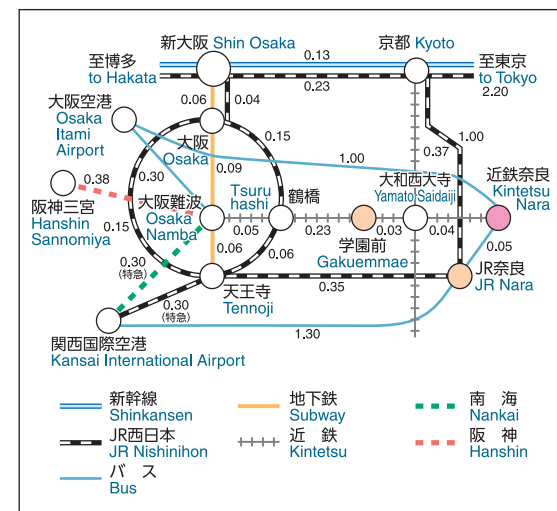 新大阪 Shin Osaka
0.13
京都 Kyoto
至博多
to Hakata
至東京
to Tokyo
0.23
2.20
大阪空港
Osaka
Itami
Airport
0.06
0.04
大阪
Osaka
0.15
1.00
0.37
1.00
0.30
0.09
0.38
阪神三宮
Hanshin
Sannomiya
大阪難波
Osaka
Namba
Tsuru
hashi
鶴橋
大和西大寺
Yamato-Saidaiji
近鉄奈良
Kintetsu
Nara
0.15
0.05
0.23
学園前
Gakuemmae
0.03
0.04
0.05
0.06
0.06
0.30
(特急)
天王寺
Tennoji
0.35
JR奈良
JR Nara
0.30
(特急)
関西国際空港
Kansai International Airport
1.30
新幹線
Shinkansen
地下鉄
Subway
南 海
Nankai
JR西日本
JR Nishinihon
近 鉄
Kintetsu
阪 神
Hanshin
バ ス
Bus